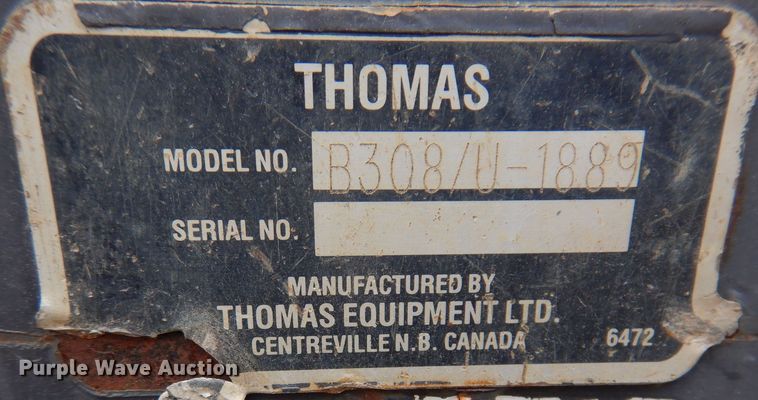 THOMAS
MODEL NO. B308/U-1889
SERIAL NO.
MANUFACTURED BY
THOMAS EQUIPMENT LTD.
CENTREVILLE N.B. CANADA 6472
Purple Wave Auction